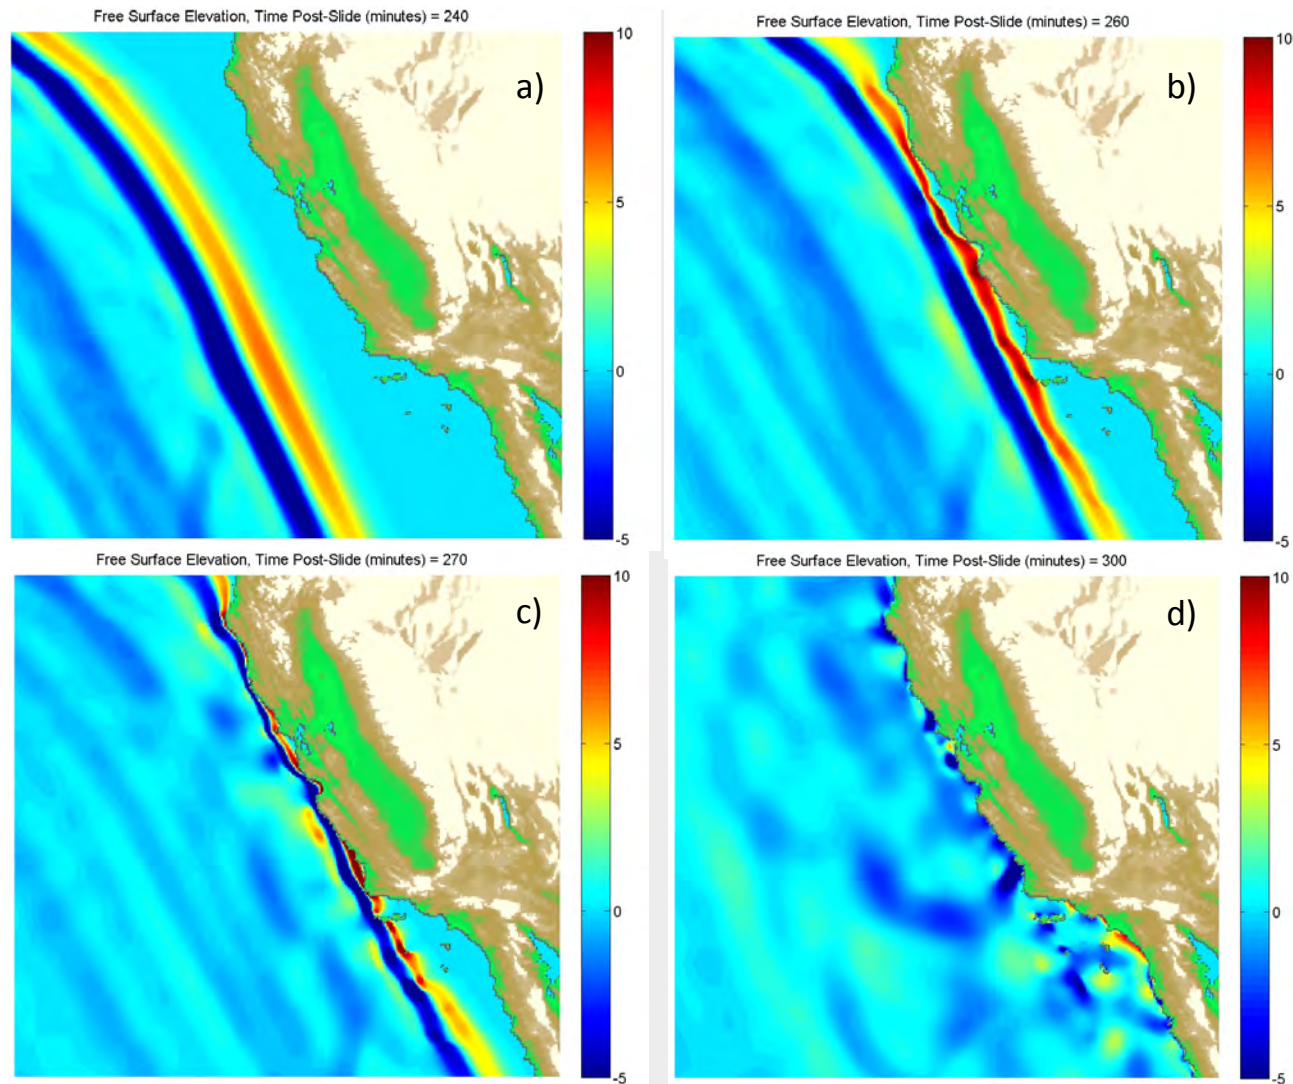 Free Surface Elevation, Time Post-Slide (minutes) = 240
a)
10
5
0
-5
Free Surface Elevation, Time Post-Slide (minutes) = 260
b)
10
5
0
-5
Free Surface Elevation, Time Post-Slide (minutes) = 270
c)
10
5
0
-5
Free Surface Elevation, Time Post-Slide (minutes) = 300
d)
10
5
0
-5